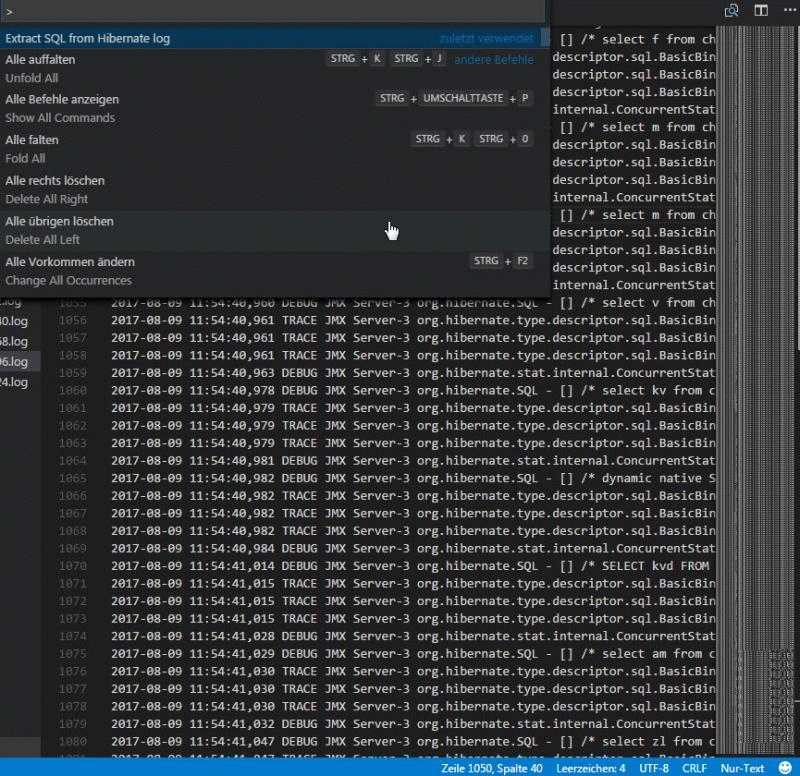 >
Extract SQL from Hibernate log zuletzt verwendet
Alle auffalten STRG + K STRG + J andere Befehle
Unfold All
Alle Befehle anzeigen STRG + UMSCHALTTASTE + P
Show All Commands
Alle falten STRG + K STRG + 0
Fold All
Alle rechts löschen
Delete All Right
Alle übrigen löschen
Delete All Left
Alle Vorkommen ändern STRG + F2
Change All Occurrences
- [] /* select f from ch
descriptor.sql.BasicBin
descriptor.sql.BasicBin
descriptor.sql.BasicBin
internal.ConcurrentStat
- [] /* select m from ch
descriptor.sql.BasicBin
descriptor.sql.BasicBin
descriptor.sql.BasicBin
internal.ConcurrentStat
- [] /* select m from ch
descriptor.sql.BasicBin
descriptor.sql.BasicBin
descriptor.sql.BasicBin
internal.ConcurrentStat
.log
0.log
8.log
6.log
24.log
1055 2017-08-09 11:54:40,960 DEBUG JMX Server-3 org.hibernate.SQL - [] /* select v from ch
1056 2017-08-09 11:54:40,961 TRACE JMX Server-3 org.hibernate.type.descriptor.sql.BasicBin
1057 2017-08-09 11:54:40,961 TRACE JMX Server-3 org.hibernate.type.descriptor.sql.BasicBin
1058 2017-08-09 11:54:40,961 TRACE JMX Server-3 org.hibernate.type.descriptor.sql.BasicBin
1059 2017-08-09 11:54:40,963 DEBUG JMX Server-3 org.hibernate.stat.internal.ConcurrentStat
1060 2017-08-09 11:54:40,978 DEBUG JMX Server-3 org.hibernate.SQL - [] /* select kv from c
1061 2017-08-09 11:54:40,979 TRACE JMX Server-3 org.hibernate.type.descriptor.sql.BasicBin
1062 2017-08-09 11:54:40,979 TRACE JMX Server-3 org.hibernate.type.descriptor.sql.BasicBin
1063 2017-08-09 11:54:40,979 TRACE JMX Server-3 org.hibernate.type.descriptor.sql.BasicBin
1064 2017-08-09 11:54:40,981 DEBUG JMX Server-3 org.hibernate.stat.internal.ConcurrentStat
1065 2017-08-09 11:54:40,982 DEBUG JMX Server-3 org.hibernate.SQL - [] /* dynamic native S
1066 2017-08-09 11:54:40,982 TRACE JMX Server-3 org.hibernate.type.descriptor.sql.BasicBin
1067 2017-08-09 11:54:40,982 TRACE JMX Server-3 org.hibernate.type.descriptor.sql.BasicBin
1068 2017-08-09 11:54:40,982 TRACE JMX Server-3 org.hibernate.type.descriptor.sql.BasicBin
1069 2017-08-09 11:54:40,984 DEBUG JMX Server-3 org.hibernate.stat.internal.ConcurrentStat
1070 2017-08-09 11:54:41,014 DEBUG JMX Server-3 org.hibernate.SQL - [] /* SELECT kvd FROM
1071 2017-08-09 11:54:41,015 TRACE JMX Server-3 org.hibernate.type.descriptor.sql.BasicBin
1072 2017-08-09 11:54:41,015 TRACE JMX Server-3 org.hibernate.type.descriptor.sql.BasicBin
1073 2017-08-09 11:54:41,015 TRACE JMX Server-3 org.hibernate.type.descriptor.sql.BasicBin
1074 2017-08-09 11:54:41,028 DEBUG JMX Server-3 org.hibernate.stat.internal.ConcurrentStat
1075 2017-08-09 11:54:41,029 DEBUG JMX Server-3 org.hibernate.SQL - [] /* select am from c
1076 2017-08-09 11:54:41,030 TRACE JMX Server-3 org.hibernate.type.descriptor.sql.BasicBin
1077 2017-08-09 11:54:41,030 TRACE JMX Server-3 org.hibernate.type.descriptor.sql.BasicBin
1078 2017-08-09 11:54:41,030 TRACE JMX Server-3 org.hibernate.type.descriptor.sql.BasicBin
1079 2017-08-09 11:54:41,032 DEBUG JMX Server-3 org.hibernate.stat.internal.ConcurrentStat
1080 2017-08-09 11:54:41,047 DEBUG JMX Server-3 org.hibernate.SQL - [] /* select zl from c
Zeile 1050, Spalte 40 Leerzeichen: 4 UTF-8 CRLF Nur-Text